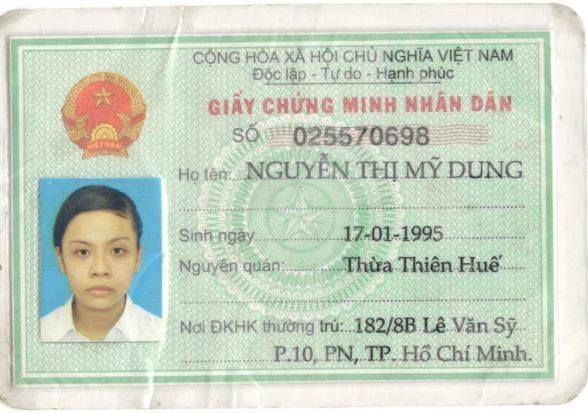 CỘNG HÒA XÃ HỘI CHỦ NGHĨA VIỆT NAM
Độc lập - Tự do - Hạnh phúc
GIẤY CHỨNG MINH NHÂN DÂN
SỐ 025570698
Họ tên: NGUYỄN THỊ MỸ DUNG
Sinh ngày 17-01-1995
Nguyên quán: Thừa Thiên Huế
Nơi ĐKHK thường trú: 182/8B Lê Văn Sỹ
P.10, PN, TP. Hồ Chí Minh.
VIỆT NAM